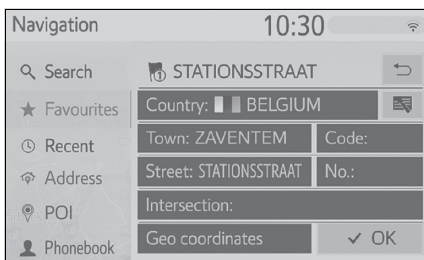 Navigation 10:30
Search
Favourites
Recent
Address
POI
Phonebook
STATIONSSTRAAT
Country: BELGIUM
Town: ZAVENTEM Code:
Street: STATIONSSTRAAT No.:
Intersection:
Geo coordinates OK